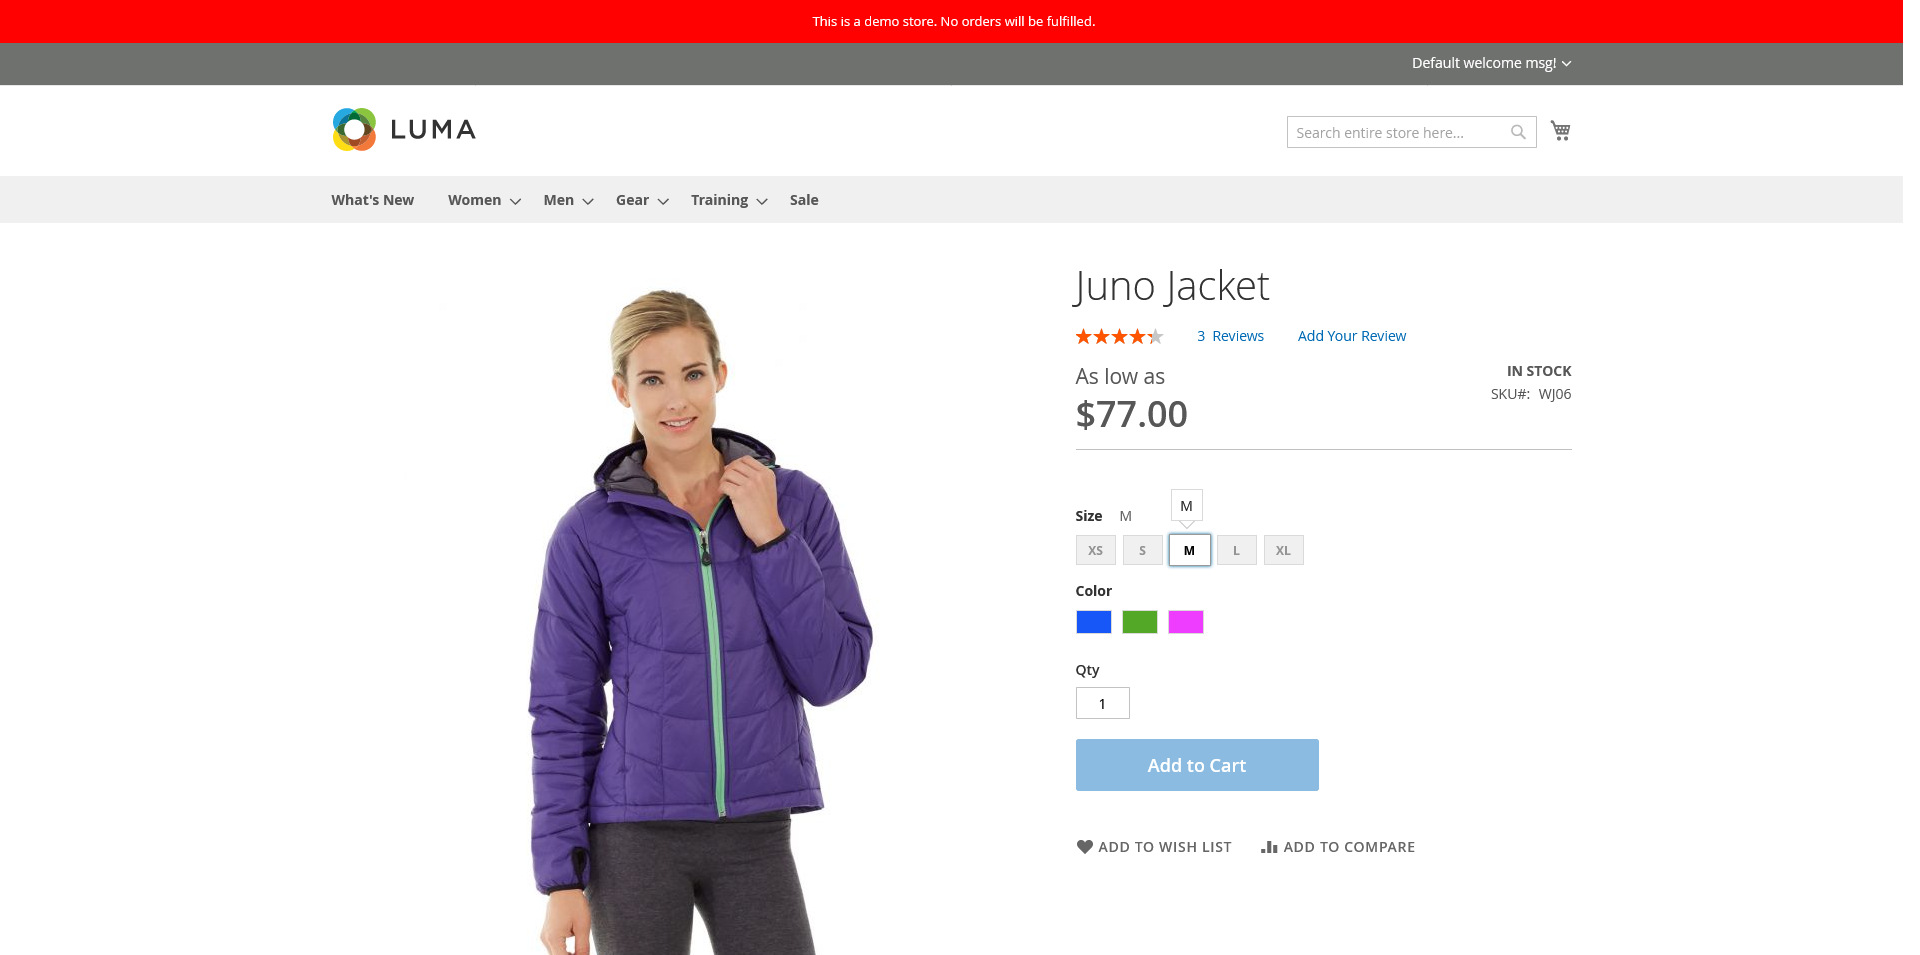 This is a demo store. No orders will be fulfilled.
Default welcome msg!
LUMA
Search entire store here...
What's New Women Men Gear Training Sale
Juno Jacket
3 Reviews Add Your Review
As low as
IN STOCK
$77.00
SKU#: WJ06
M
Size M
XS S M L XL
Color
Qty
1
Add to Cart
ADD TO WISH LIST ADD TO COMPARE